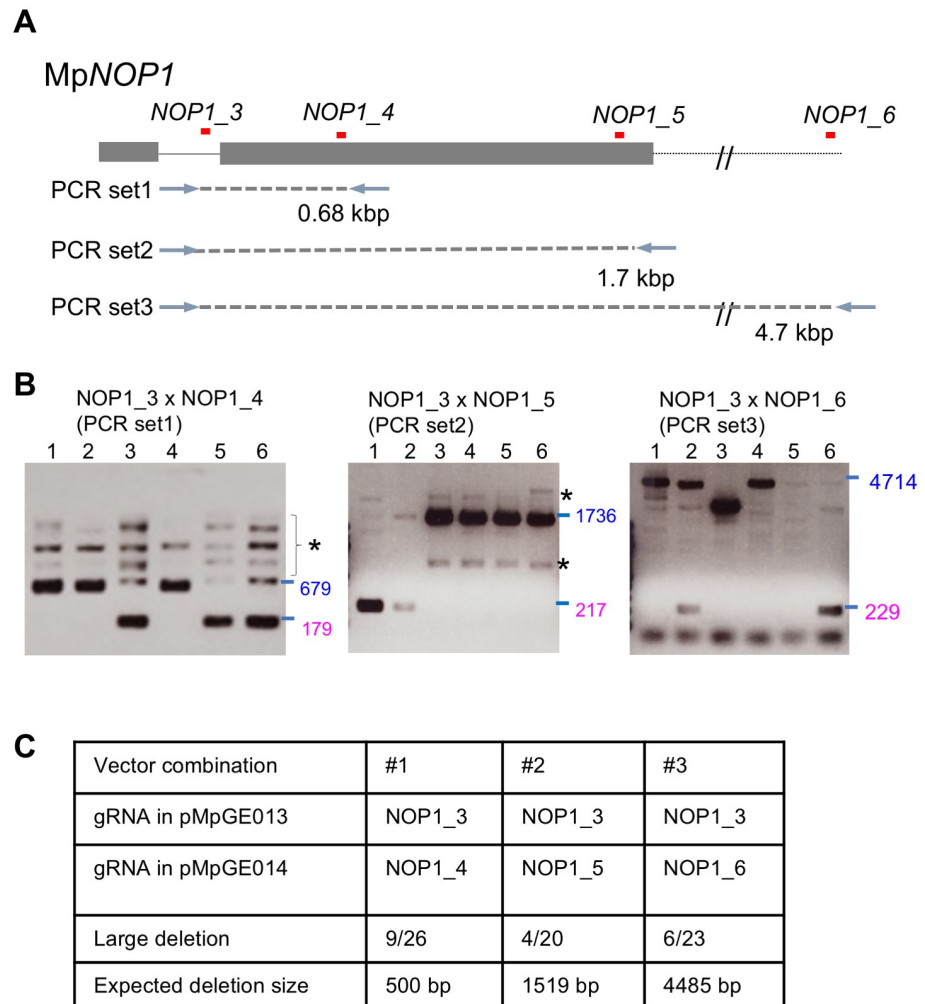 A
MpNOP1
NOP1_3 NOP1_4 NOP1_5 NOP1_6
//
PCR set1
0.68 kbp
PCR set2
1.7 kbp
PCR set3
//
4.7 kbp
B
NOP1_3 x NOP1_4
(PCR set1)
1 2 3 4 5 6
*
679
179
NOP1_3 x NOP1_5
(PCR set2)
1 2 3 4 5 6
*
1736
*
217
NOP1_3 x NOP1_6
(PCR set3)
1 2 3 4 5 6
4714
229
C
Vector combination #1 #2 #3
gRNA in pMpGE013 NOP1_3 NOP1_3 NOP1_3
gRNA in pMpGE014 NOP1_4 NOP1_5 NOP1_6
Large deletion 9/26 4/20 6/23
Expected deletion size 500 bp 1519 bp 4485 bp